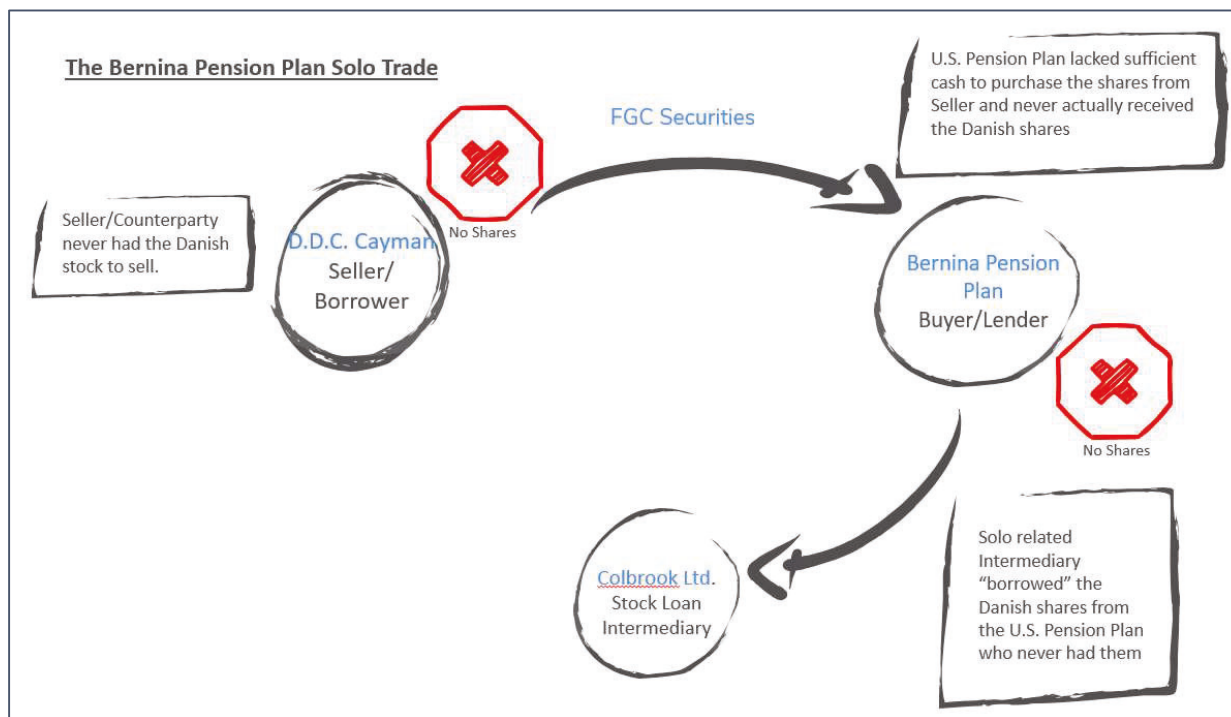 The Bernina Pension Plan Solo Trade
U.S. Pension Plan lacked sufficient
cash to purchase the shares from
Seller and never actually received
the Danish shares
FGC Securities
No Shares
Seller/Counterparty
never had the Danish
stock to sell.
D.D.C. Cayman
Seller/
Borrower
Bernina Pension
Plan
Buyer/Lender
No Shares
Colbrook Ltd.
Stock Loan
Intermediary
Solo related
Intermediary
“borrowed” the
Danish shares from
the U.S. Pension Plan
who never had them